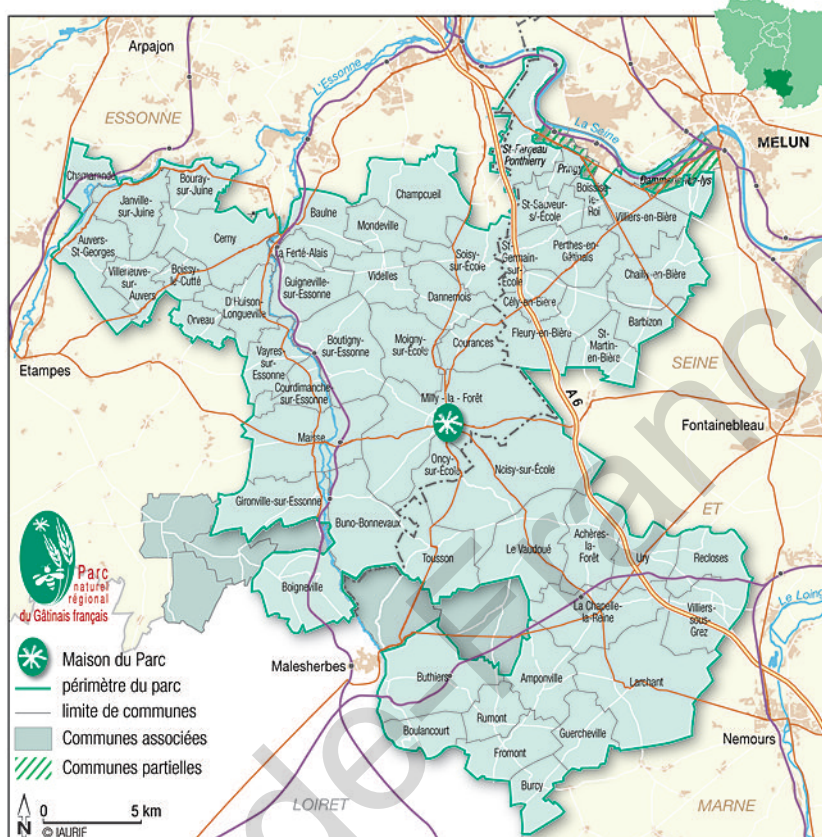 Arpajon
L'Essonne
ESSONNE
La Seine
MELUN
St-Fargeau
Ponthierry
Pringy
Dammarie-les-lys
Boissise-
le-
Roi
Chamarande
Bouray-
sur-Juine
Janville-
sur-Juine
Champcueil
St-Sauveur-
s/École
Villiers-en-Bière
Baulne
Mondeville
Auvers-
St-Georges
Cerny
La Ferté-Alais
Soisy-
sur-École
St-
Germain-
sur-
École
Perthes-en-
Gâtinais
Villeneuve-
sur-
Auvers
Boissy-
le-Cutté
Guigneville-
sur-Essonne
Videlles
Dannemois
Chailly-en-Bière
D'Huison-
Longueville
Cély-en-Bière
Orveau
Boutigny-
sur-Essonne
Moigny-
sur-École
Courances
Fleury-en-Bière
St-
Martin-
en-Bière
Barbizon
Vayres-
sur-
Essonne
SEINE
Etampes
Courdimanche-
sur-Essonne
Milly - la - Forêt
A 6
Maisse
Fontainebleau
Oncy-
sur-École
Noisy-sur-École
Gironville-sur-Essonne
ET
Buno-Bonnevaux
Achères-
la-
Forêt
Tousson
Le Vaudoué
Ury
Recloses
Parc
naturel
régional
du Gâtinais français
Boigneville
La Chapelle-
la-Reine
Villiers-
sous-
Grez
Le Loing
Maison du Parc
Malesherbes
périmètre du parc
Buthiers
Amponville
Larchant
limite de communes
Rumont
Communes associées
Boulancourt
Guercheville
Nemours
Fromont
Communes partielles
Burcy
LOIRET
MARNE
0 5 km
N
© IAURIF